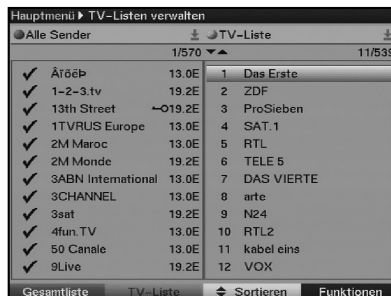 Hauptmenü TV-Listen verwalten
Alle Sender
1/570
Âïõëþ 13.0E
1-2-3.tv 19.2E
13th Street 19.2E
1TVRUS Europe 13.0E
2M Maroc 13.0E
2M Monde 19.2E
3ABN International 13.0E
3CHANNEL 13.0E
3sat 19.2E
4fun.TV 13.0E
50 Canale 13.0E
9Live 19.2E
TV-Liste
11/539
1 Das Erste
2 ZDF
3 ProSieben
4 SAT.1
5 RTL
6 TELE 5
7 DAS VIERTE
8 arte
9 N24
10 RTL2
11 kabel eins
12 VOX
Gesamtliste TV-Liste Sortieren Funktionen